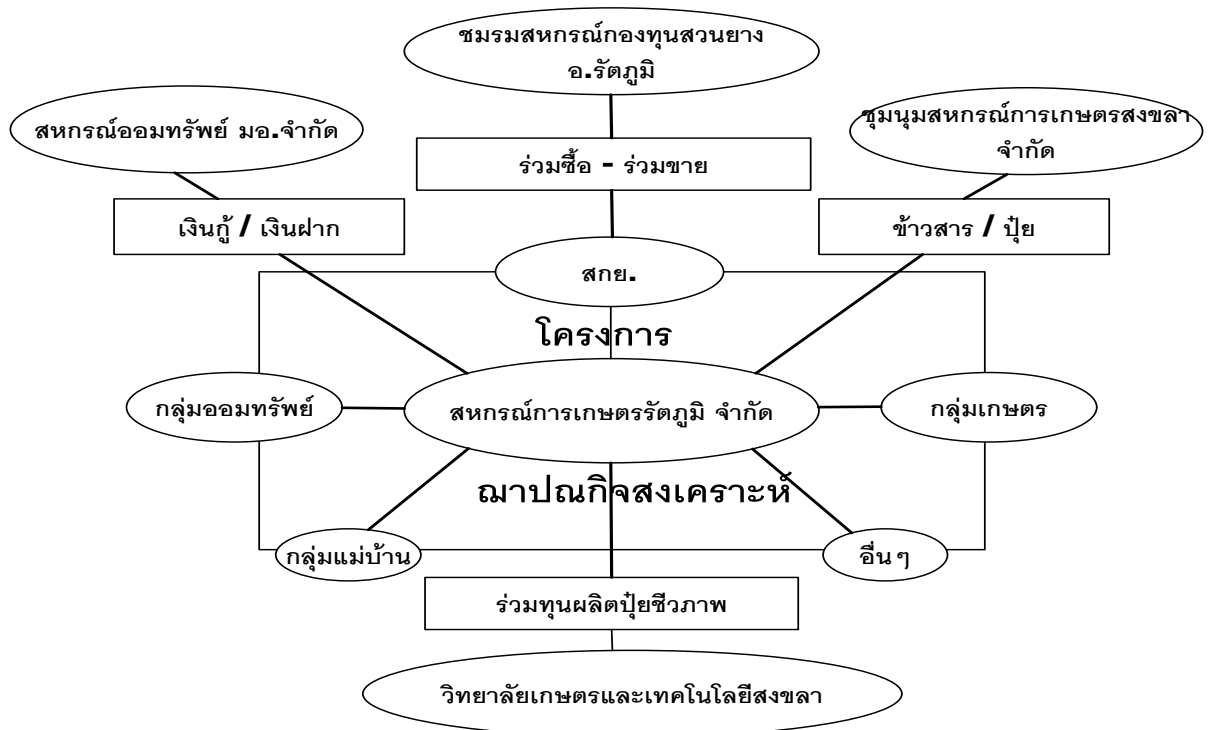 ชมรมสหกรณ์กองทุนสวนยาง
อ.รัตภูมิ
สหกรณ์ออมทรัพย์ มอ.จำกัด
ชุมนุมสหกรณ์การเกษตรสงขลา
จำกัด
ร่วมซื้อ - ร่วมขาย
เงินกู้ / เงินฝาก
ข้าวสาร / ปุ๋ย
สกย.
โครงการ
กลุ่มออมทรัพย์
สหกรณ์การเกษตรรัตภูมิ จำกัด
กลุ่มเกษตร
ฌาปณกิจสงเคราะห์
กลุ่มแม่บ้าน
อื่นๆ
ร่วมทุนผลิตปุ๋ยชีวภาพ
วิทยาลัยเกษตรและเทคโนโลยีสงขลา